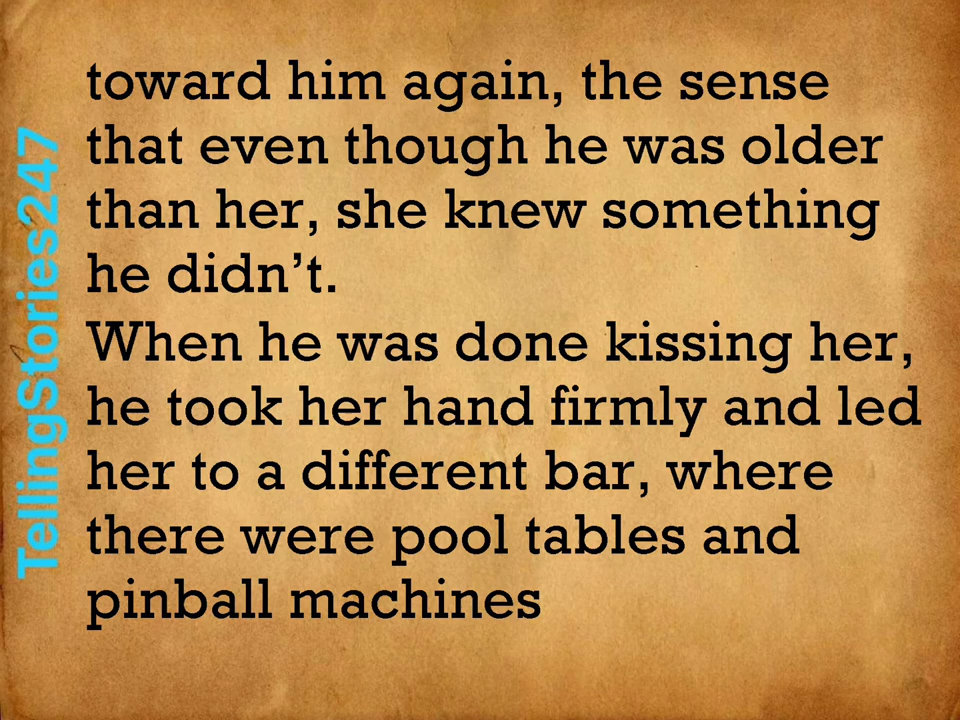 toward him again, the sense
that even though he was older
than her, she knew something
he didn’t.
When he was done kissing her,
he took her hand firmly and led
her to a different bar, where
there were pool tables and
pinball machines
TellingStories247